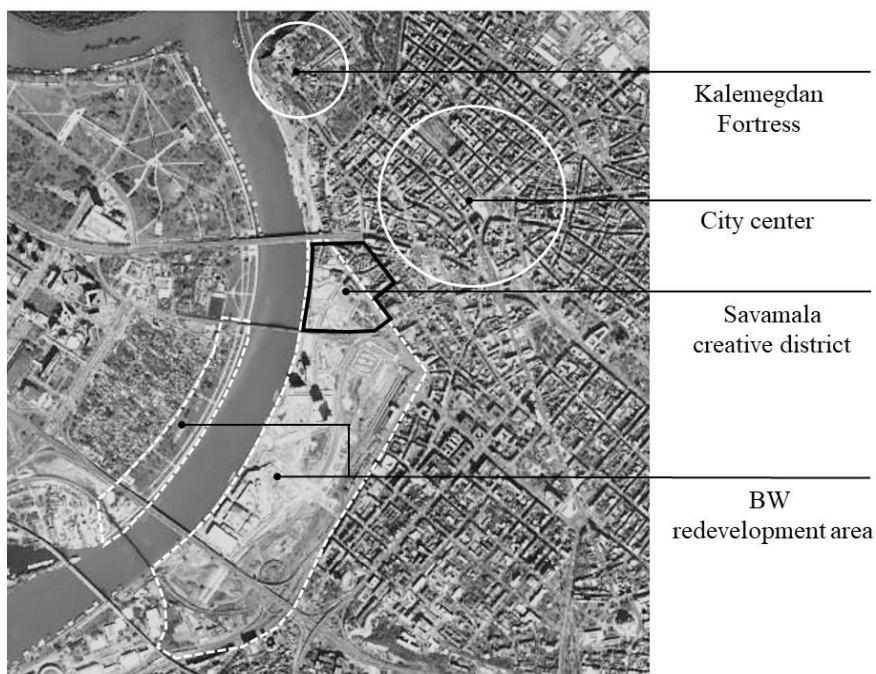 Kalemegdan
Fortress
City center
Savamala
creative district
BW
redevelopment area